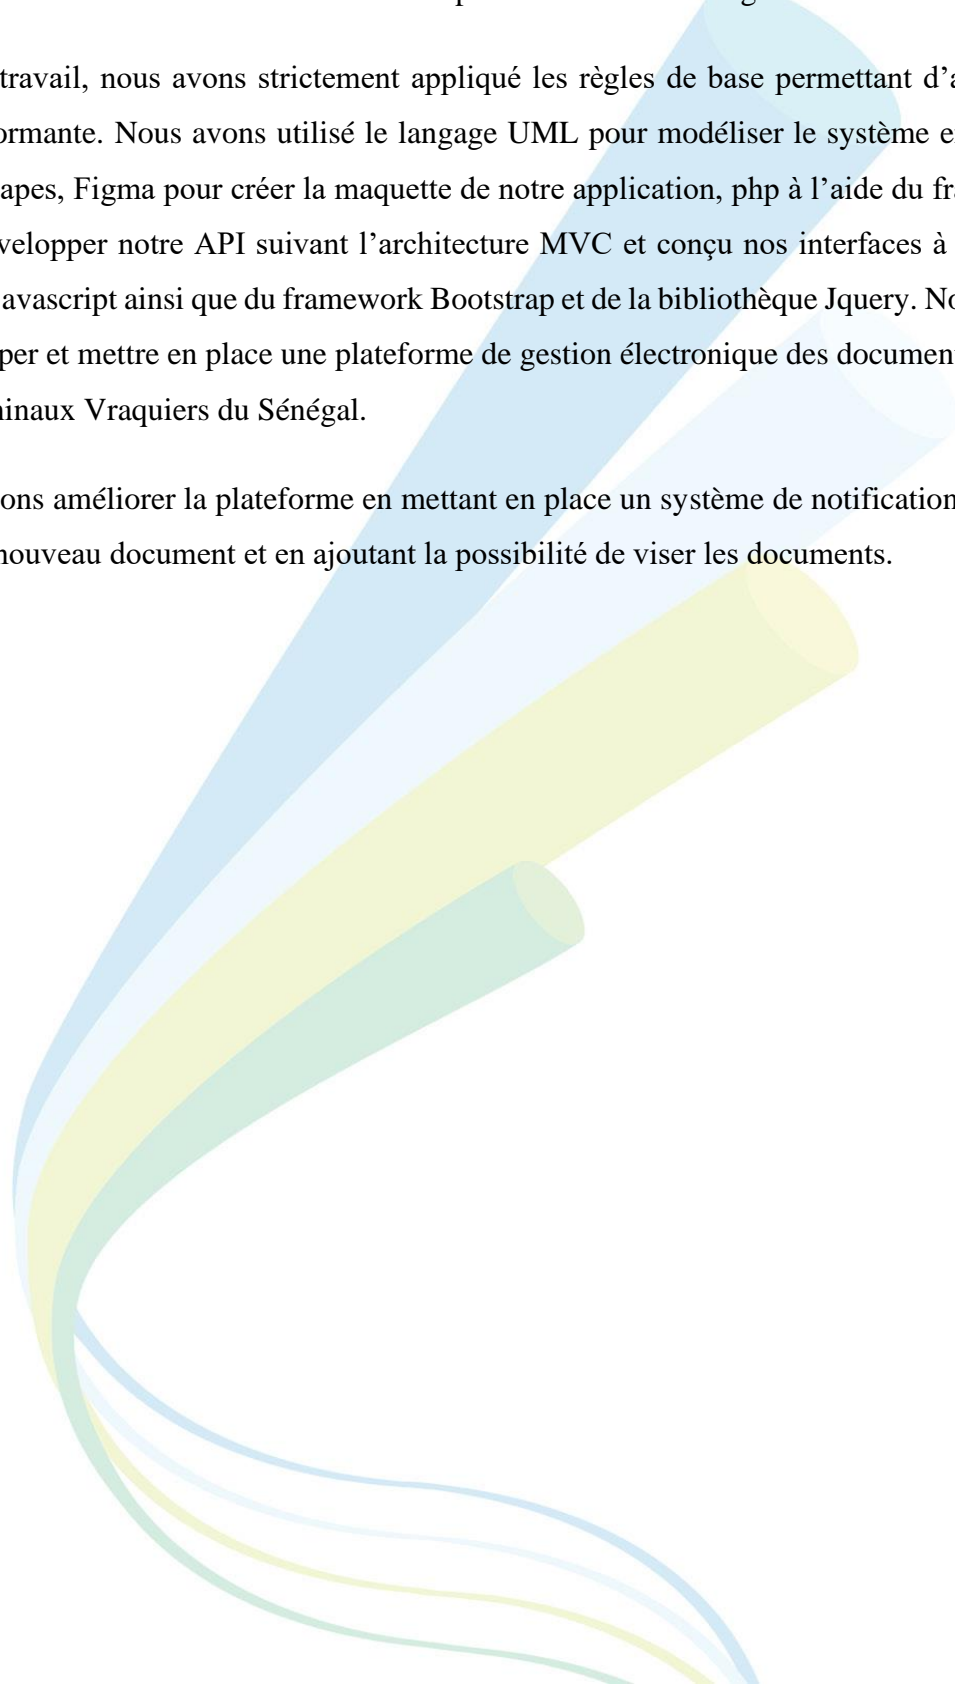 travail, nous avons strictement appliqué les règles de base permettant d’a
ormante. Nous avons utilisé le langage UML pour modéliser le système e
apes, Figma pour créer la maquette de notre application, php à l’aide du fra
velopper notre API suivant l’architecture MVC et conçu nos interfaces à
avascript ainsi que du framework Bootstrap et de la bibliothèque Jquery. No
per et mettre en place une plateforme de gestion électronique des document
ninaux Vraquiers du Sénégal.
ons améliorer la plateforme en mettant en place un système de notification
nouveau document et en ajoutant la possibilité de viser les documents.